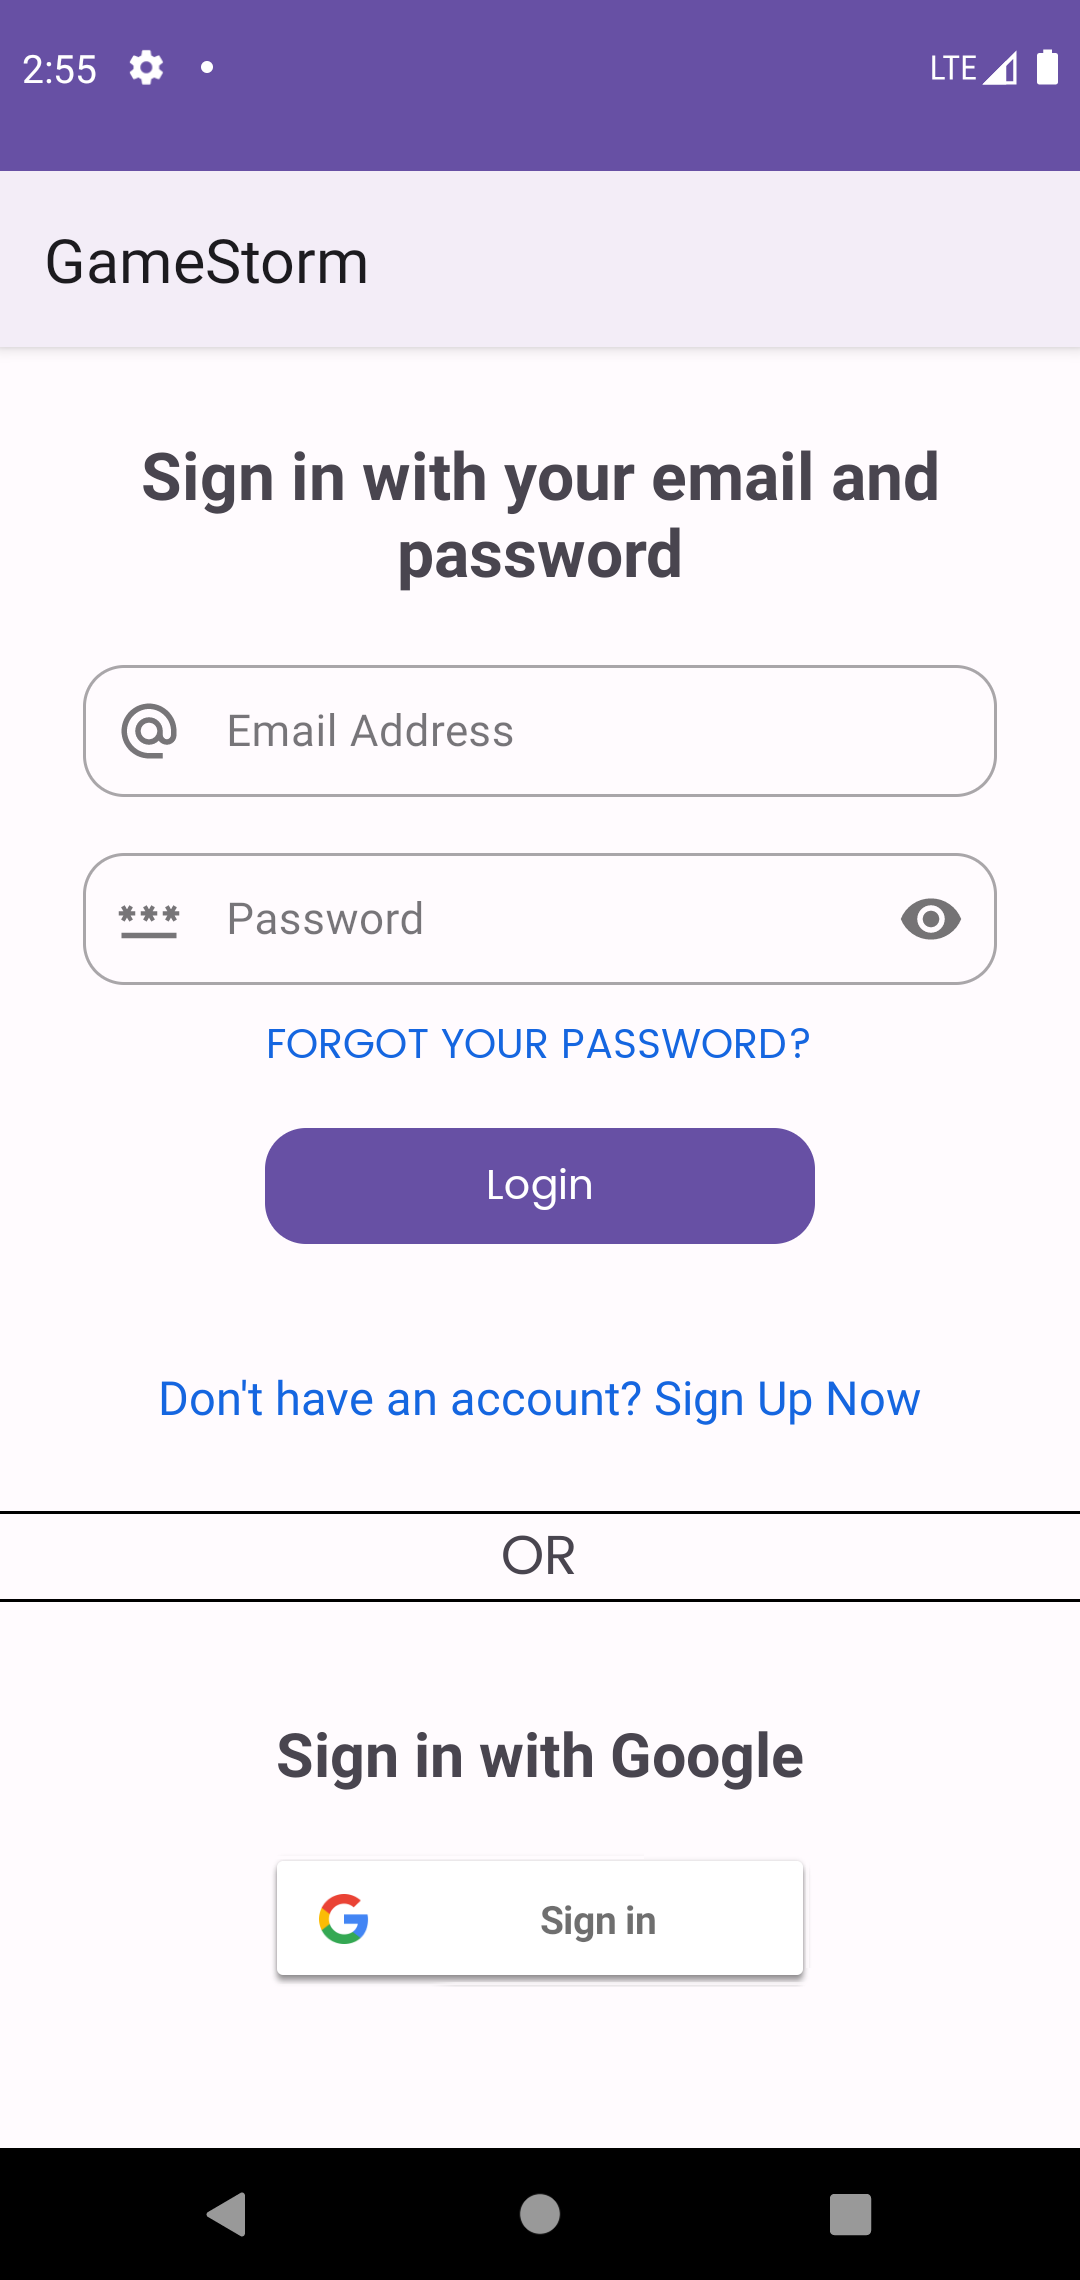 2:55 LTE
GameStorm
Sign in with your email and
password
Email Address
*** Password
FORGOT YOUR PASSWORD?
Login
Don't have an account? Sign Up Now
OR
Sign in with Google
G Sign in